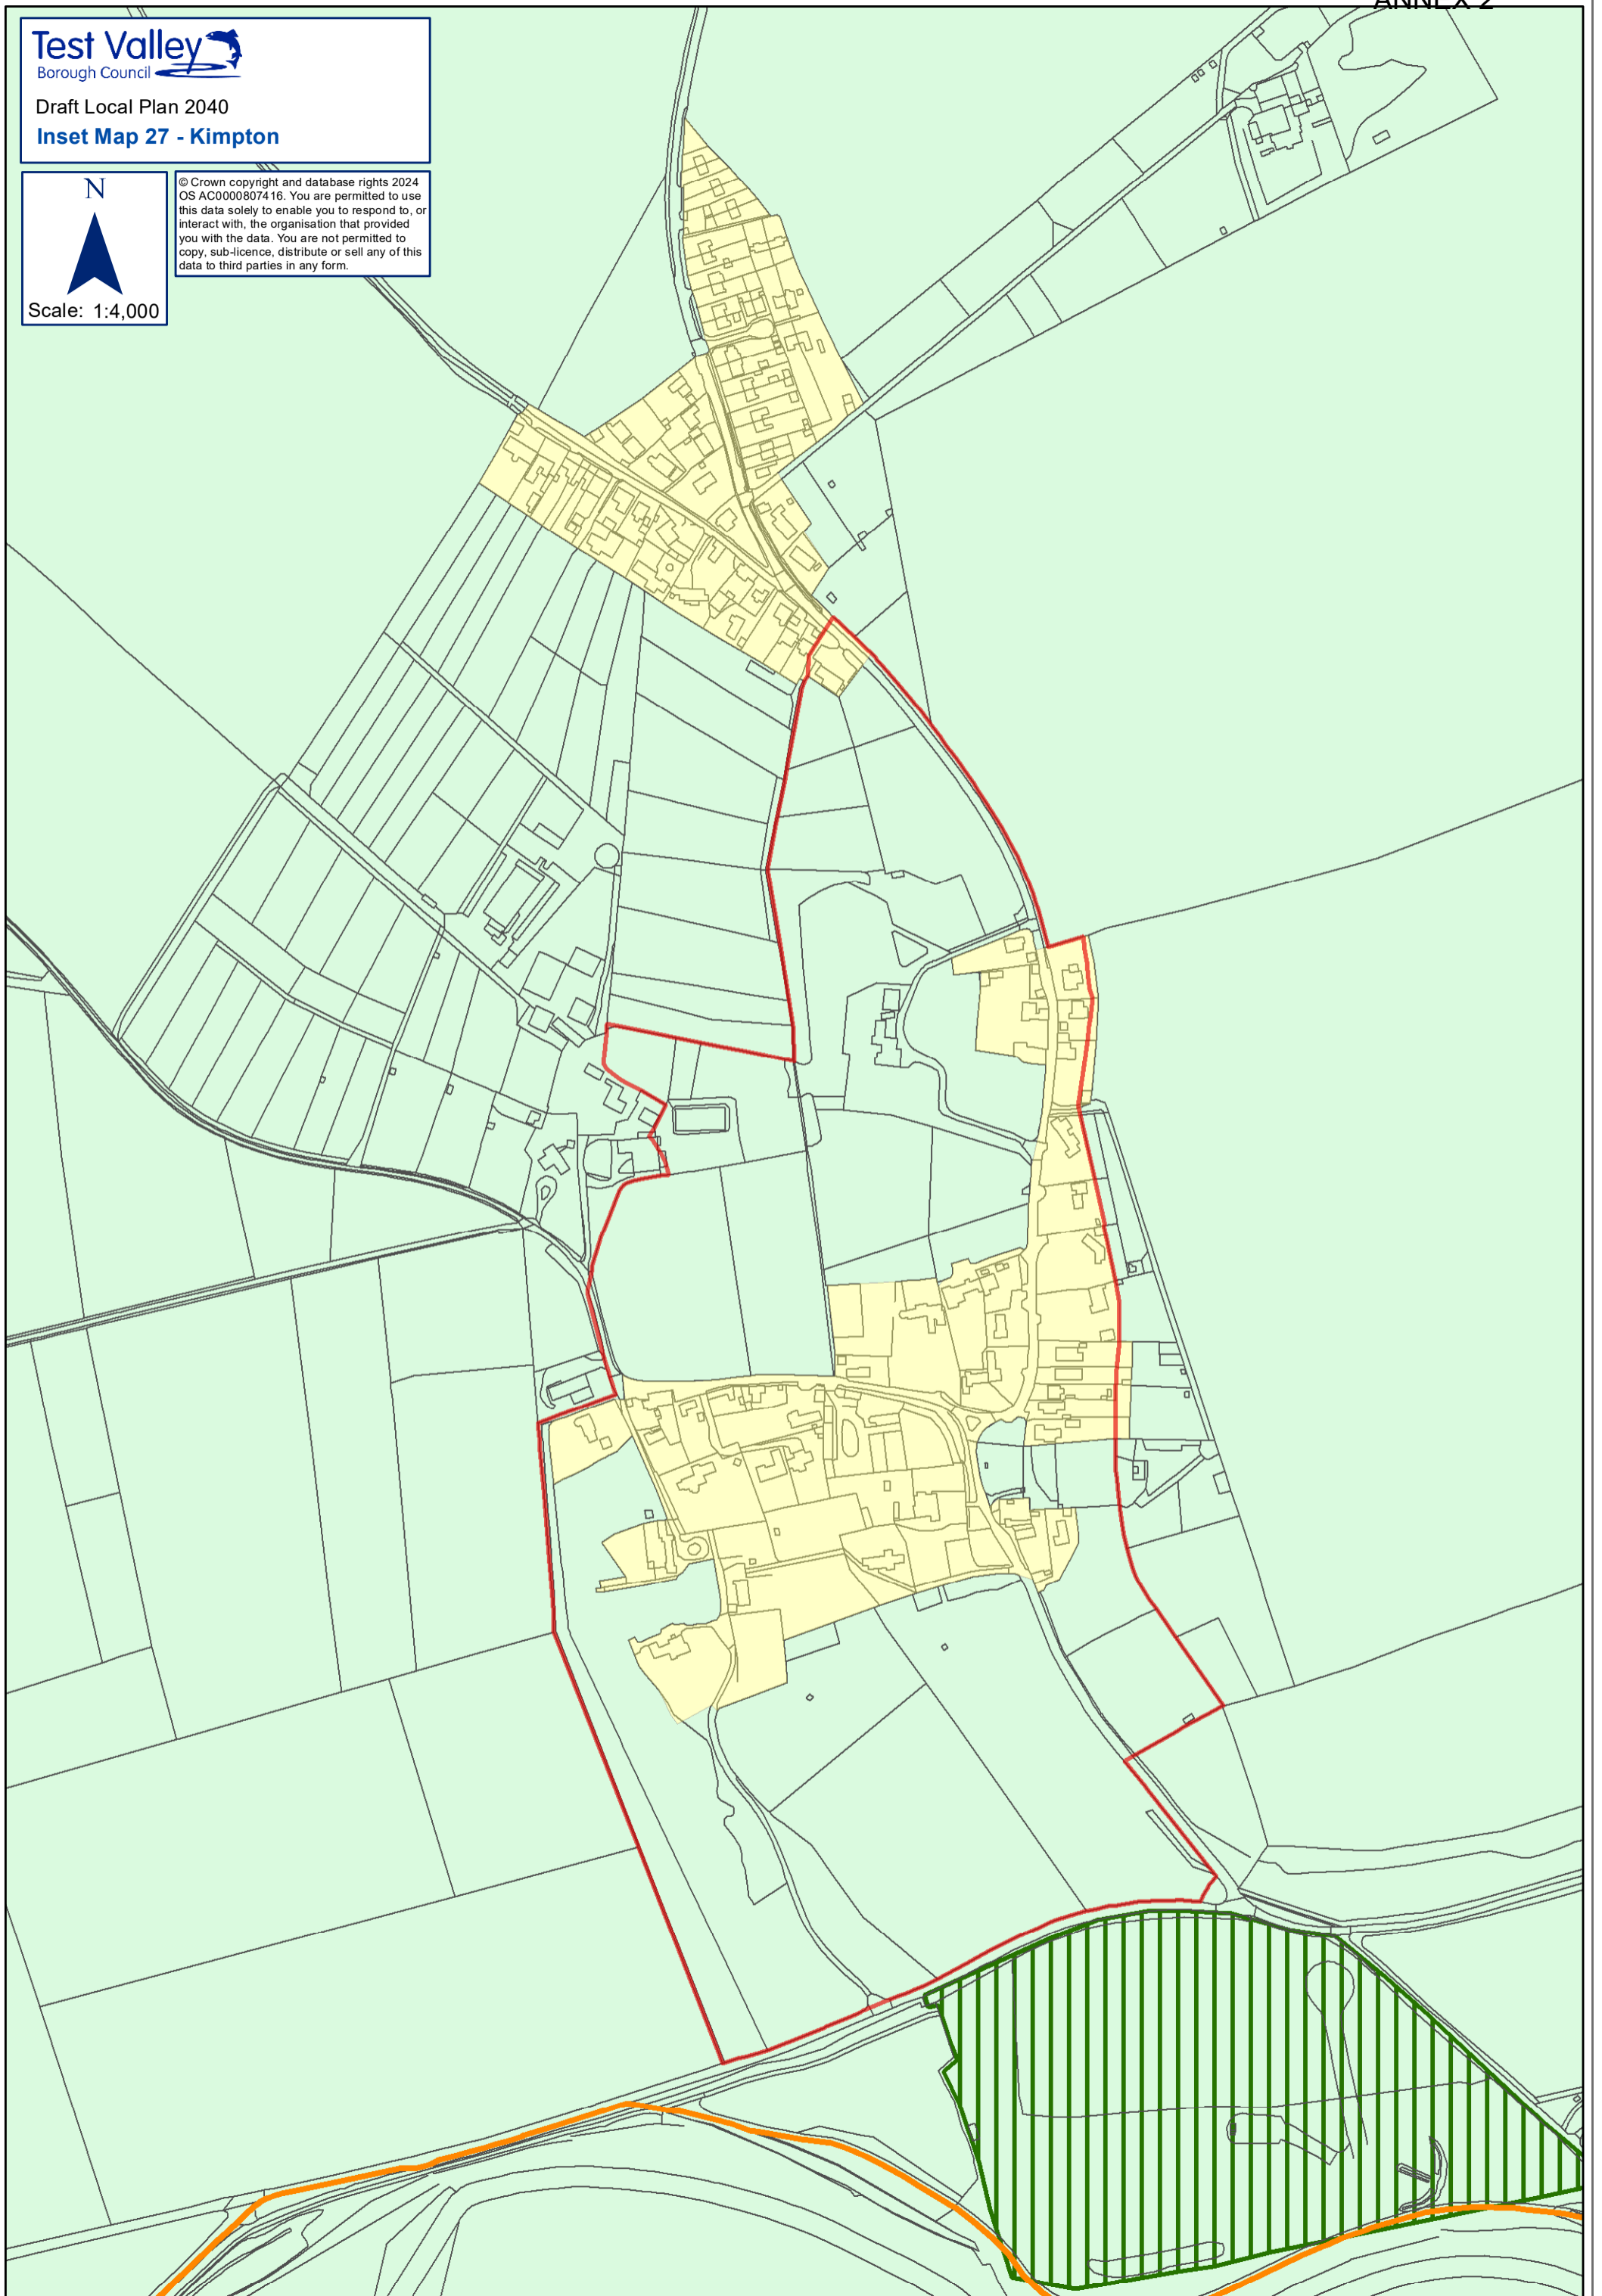 ANNEX 2
Test Valley
Borough Council
Draft Local Plan 2040
Inset Map 27 - Kimpton
N
Scale: 1:4,000
© Crown copyright and database rights 2024
OS AC0000807416. You are permitted to use
this data solely to enable you to respond to, or
interact with, the organisation that provided
you with the data. You are not permitted to
copy, sub-licence, distribute or sell any of this
data to third parties in any form.